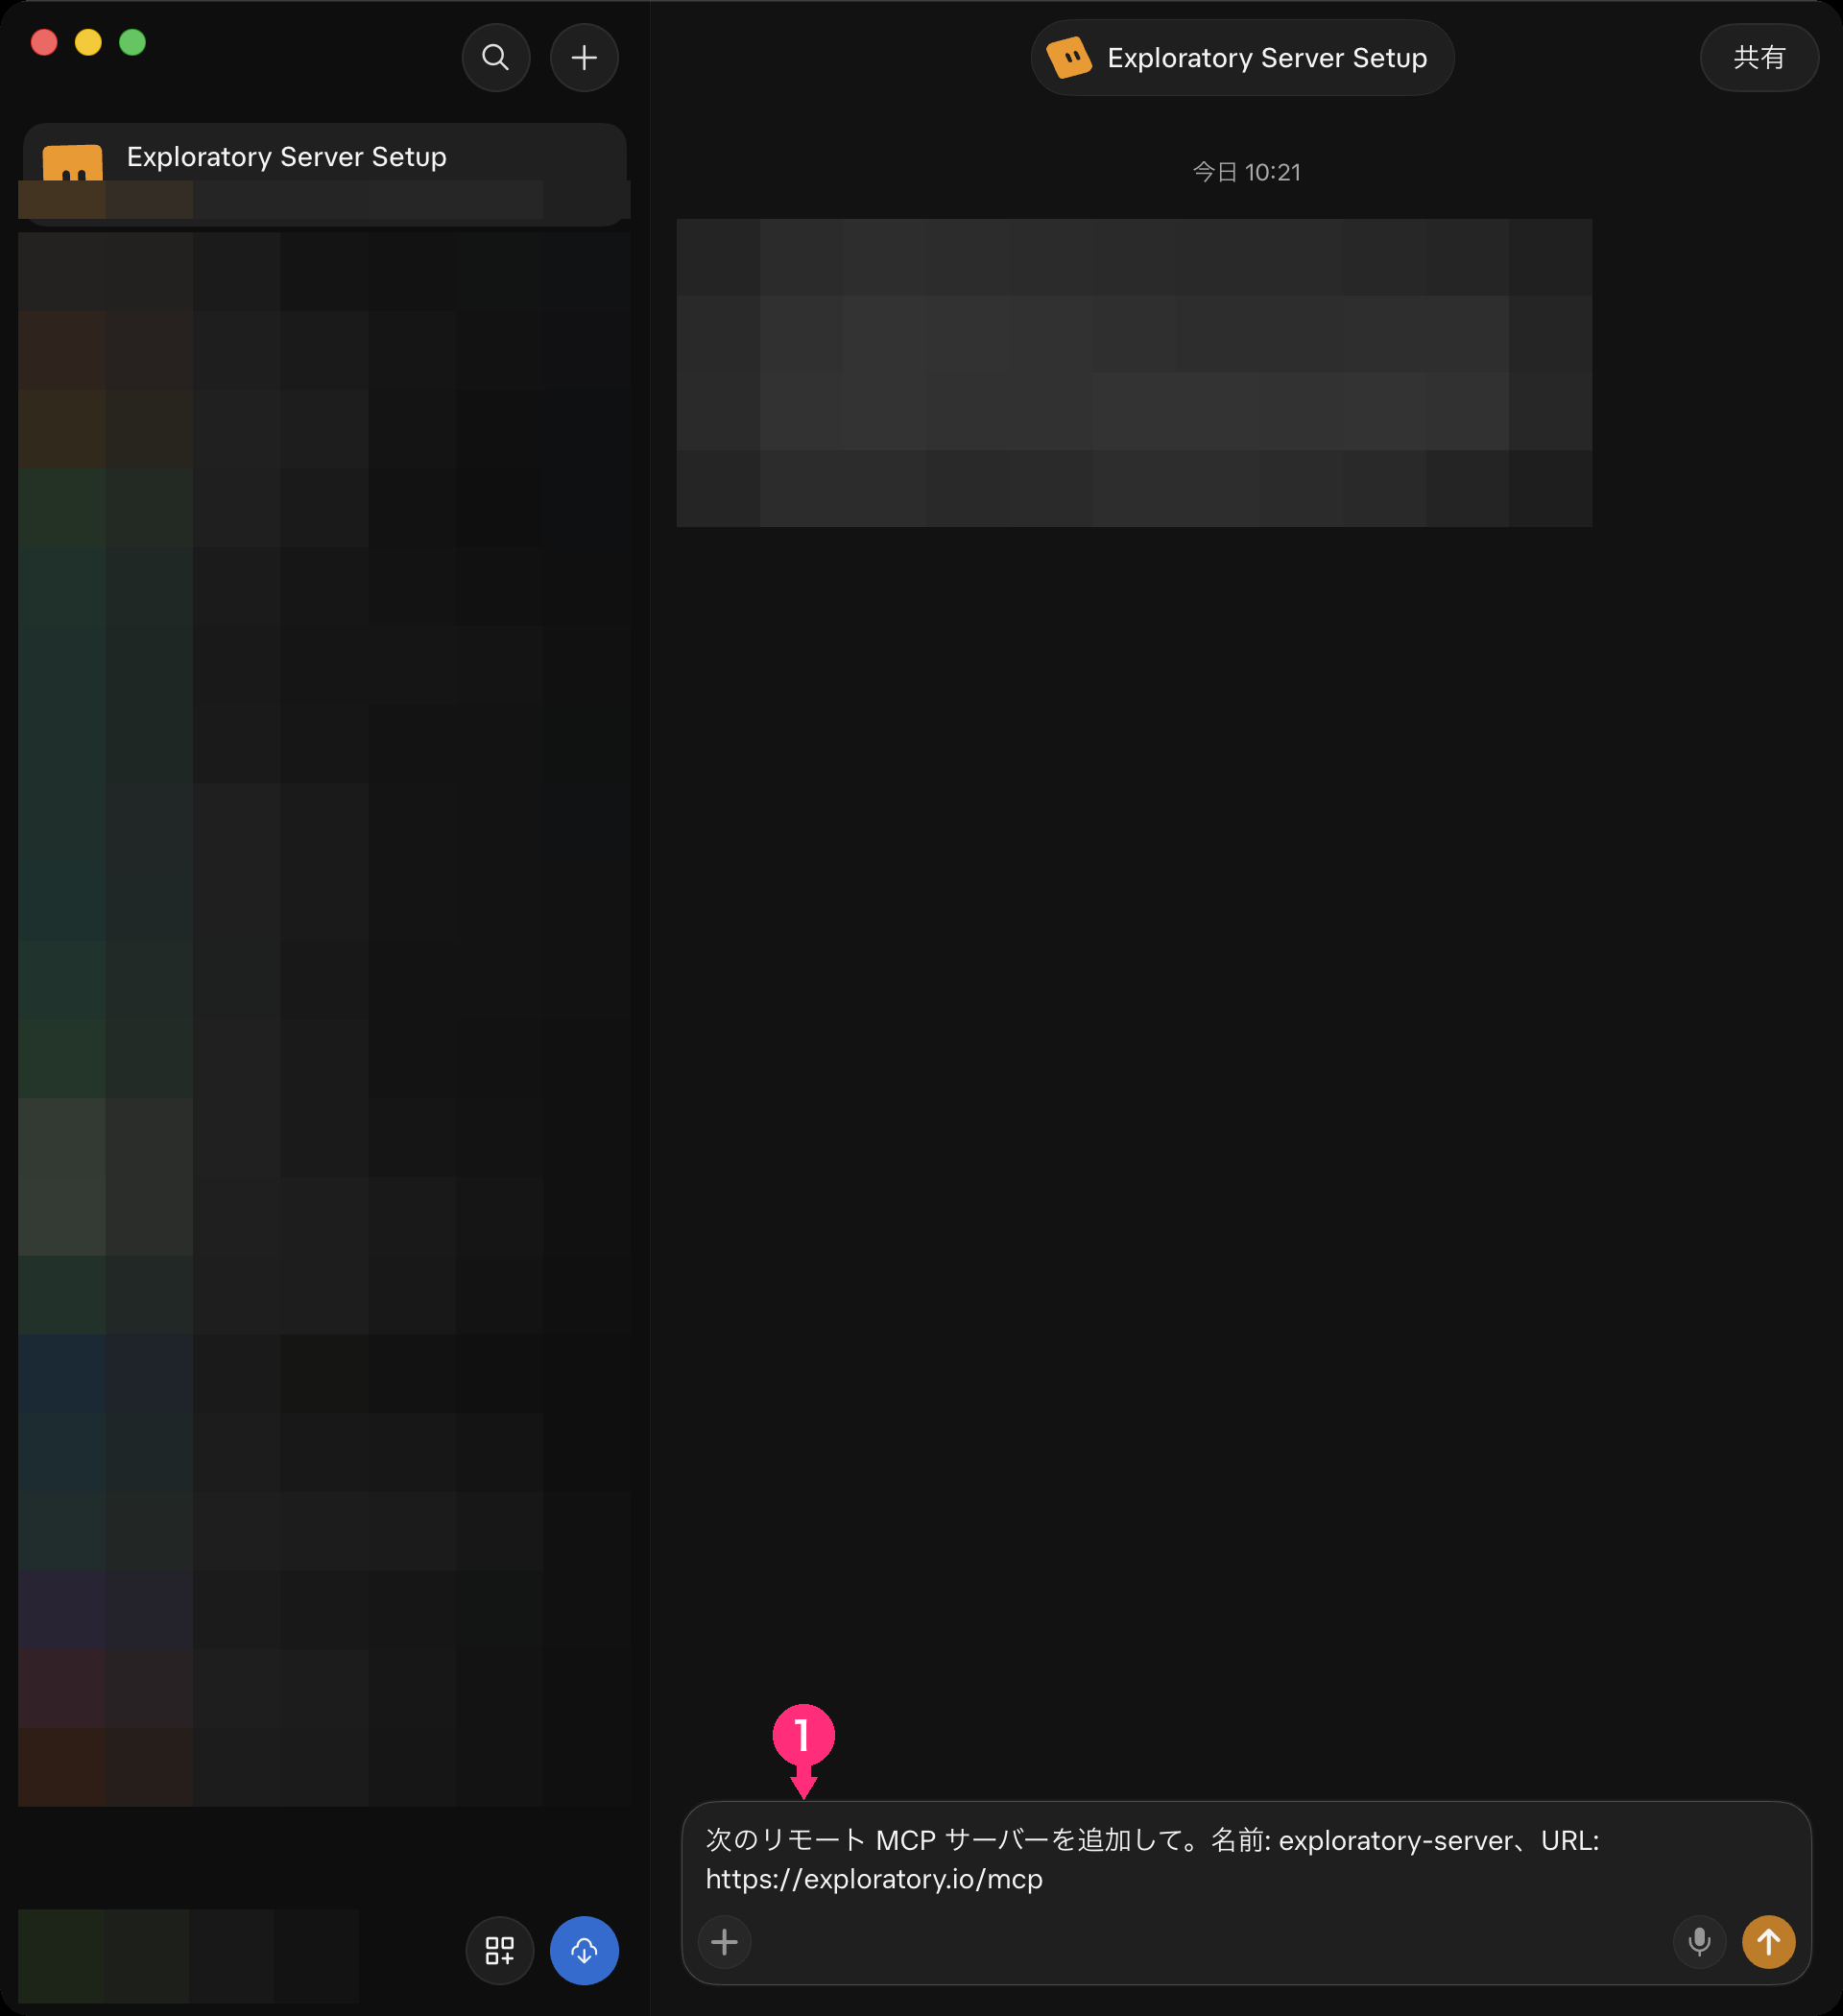 Exploratory Server Setup
共有
Exploratory Server Setup
今日 10:21
1
次のリモート MCP サーバーを追加して。名前: exploratory-server、URL:
https://exploratory.io/mcp